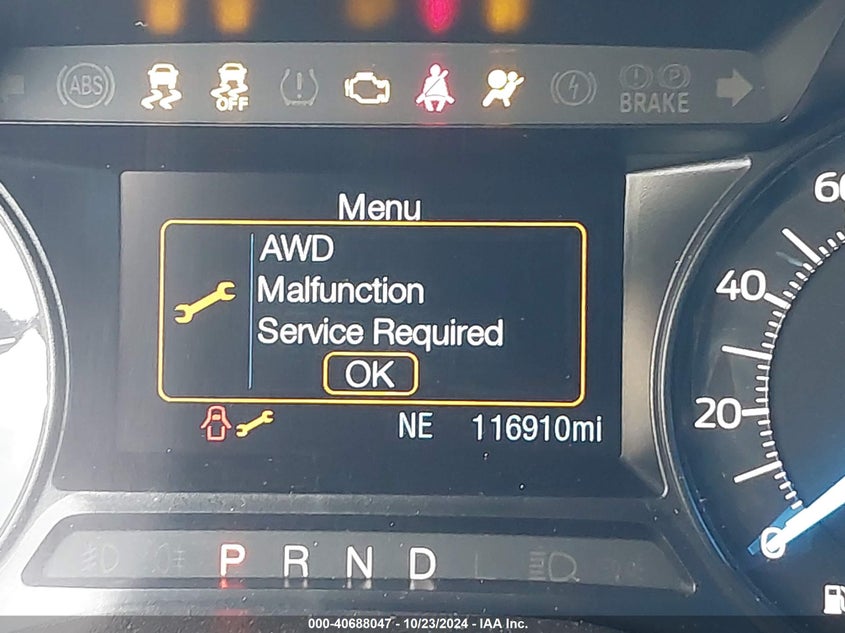 ABS
OFF
BRAKE
Menu
AWD
Malfunction
Service Required
OK
NE 116910mi
P R N D L
60
40
20
0
000-40688047 - 10/23/2024 - IAA Inc.